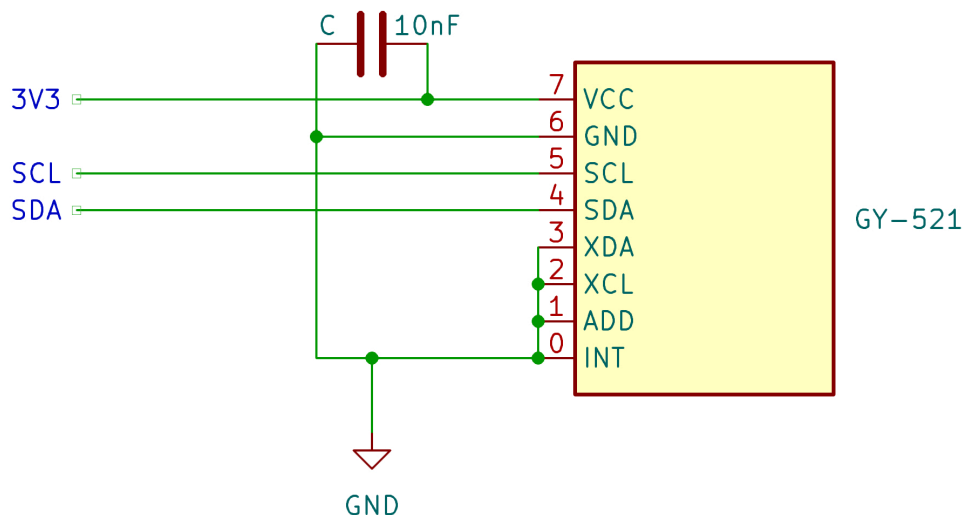 C 10nF
3V3 7 VCC
6 GND
SCL 5 SCL
SDA 4 SDA
GY-521
3 XDA
2 XCL
1 ADD
0 INT
GND